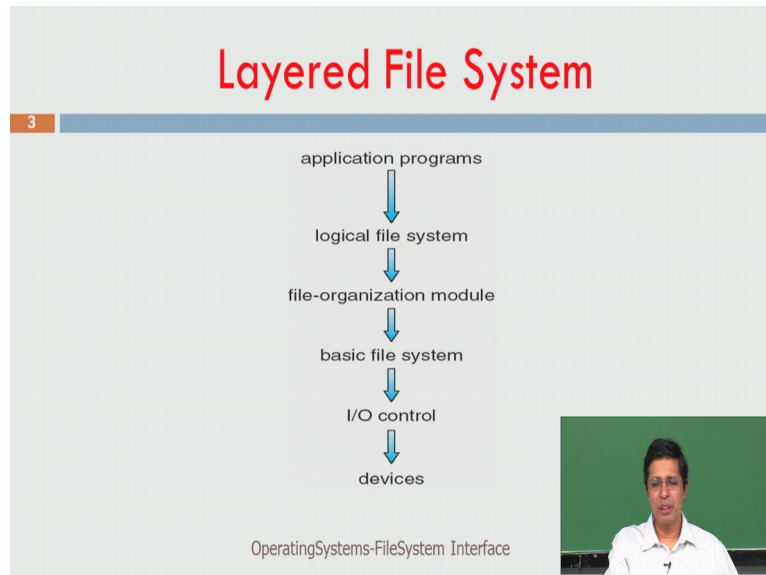 Layered File System
3
application programs
logical file system
file-organization module
basic file system
I/O control
devices
OperatingSystems-FileSystem Interface